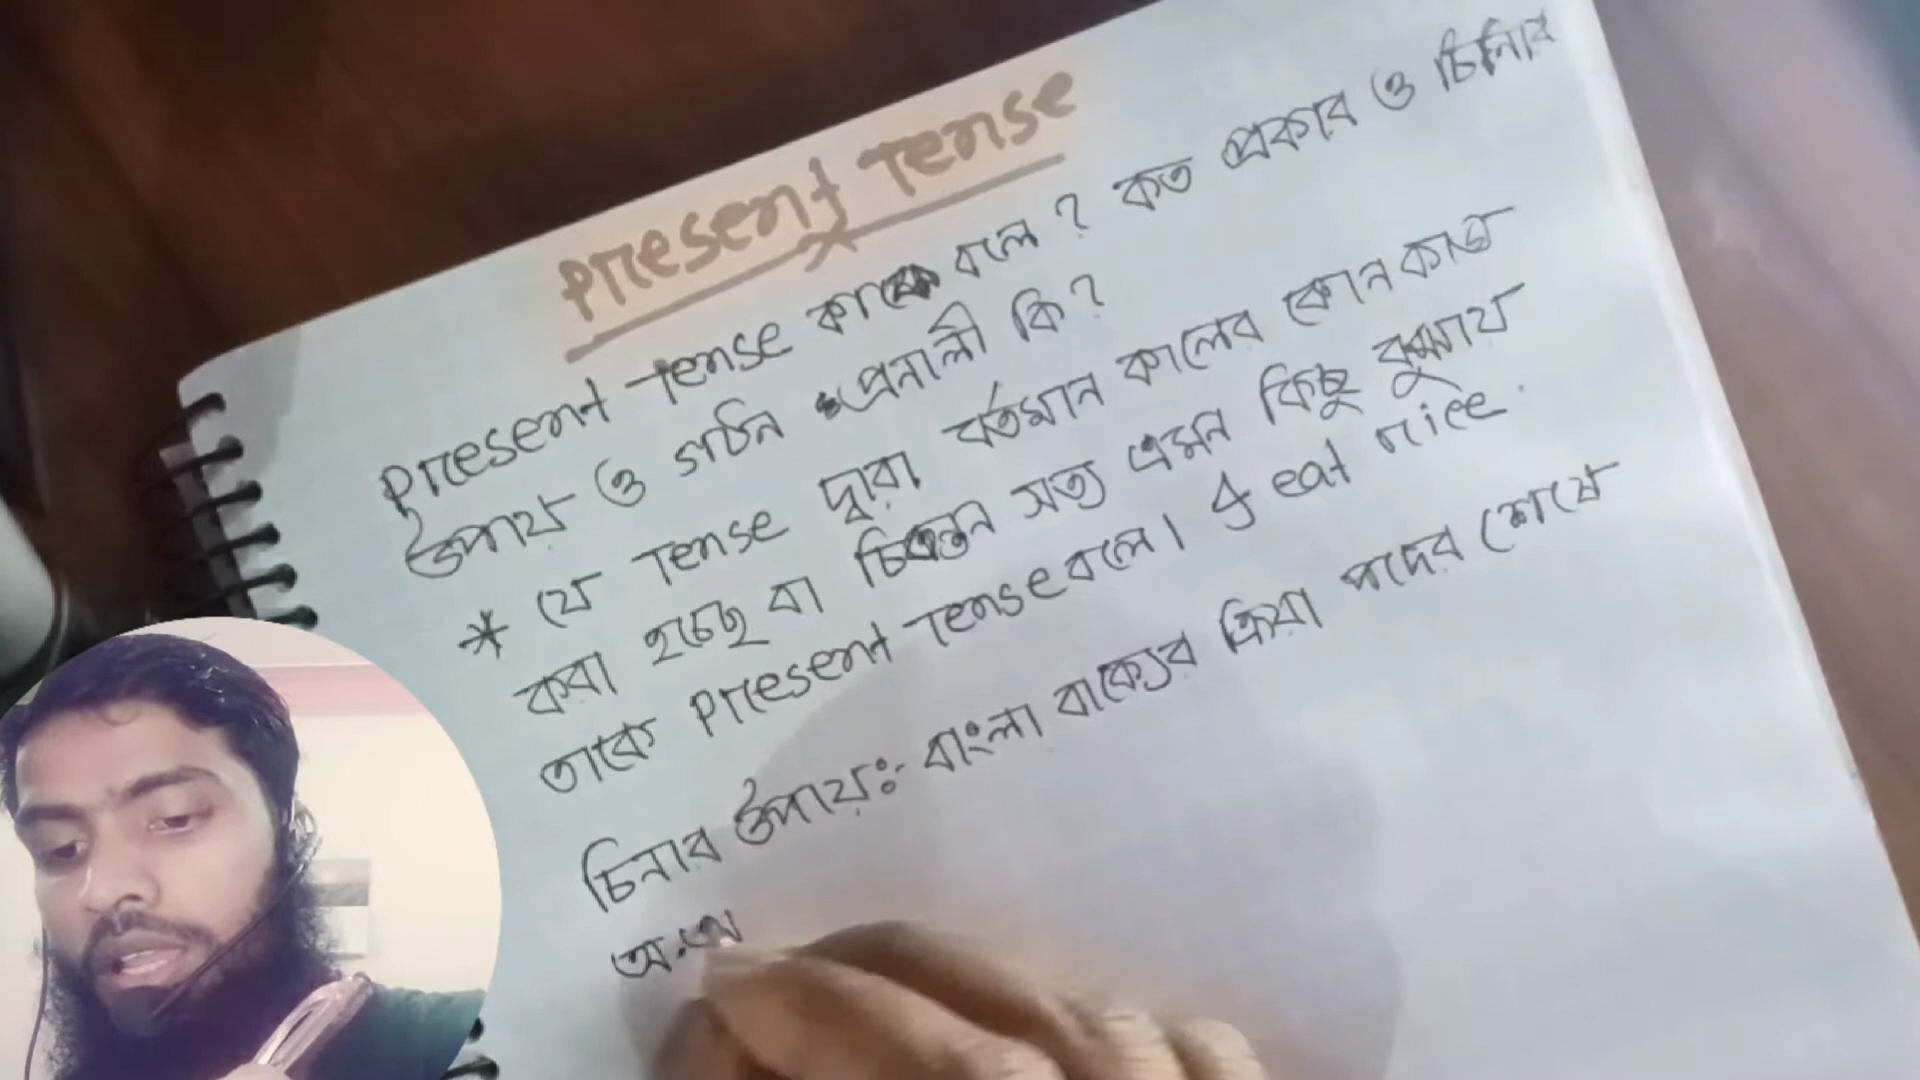 Present Tense
Present Tense কাকে বলে? কত প্রকার ও চিনার
উপায় ও গঠন প্রনালী কি?
* যে Tense দ্বারা বর্তমান কালের কোন কাজ
করা হচ্ছে বা চিরন্তন সত্য এমন কিছু বুঝায়
তাকে Present Tense বলে। I eat rice.
চিনার উপায়ঃ- বাংলা বাক্যের ক্রিয়া পদের শেষে
অ.